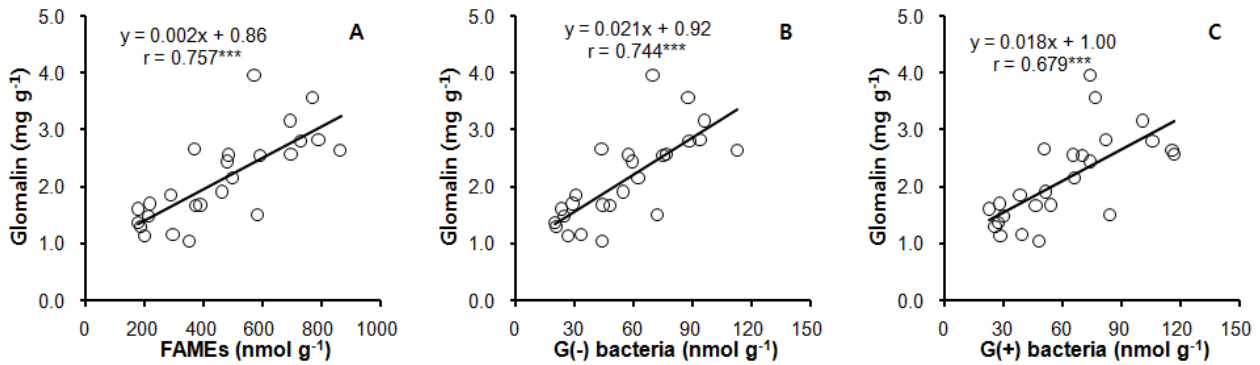 y = 0.002x + 0.86
r = 0.757***
A
Glomalin (mg g-1)
5.0
4.0
3.0
2.0
1.0
0.0
0 200 400 600 800 1000
FAMEs (nmol g-1)
y = 0.021x + 0.92
r = 0.744***
B
Glomalin (mg g-1)
5.0
4.0
3.0
2.0
1.0
0.0
0 30 60 90 120 150
G(-) bacteria (nmol g-1)
y = 0.018x + 1.00
r = 0.679***
C
Glomalin (mg g-1)
5.0
4.0
3.0
2.0
1.0
0.0
0 30 60 90 120 150
G(+) bacteria (nmol g-1)